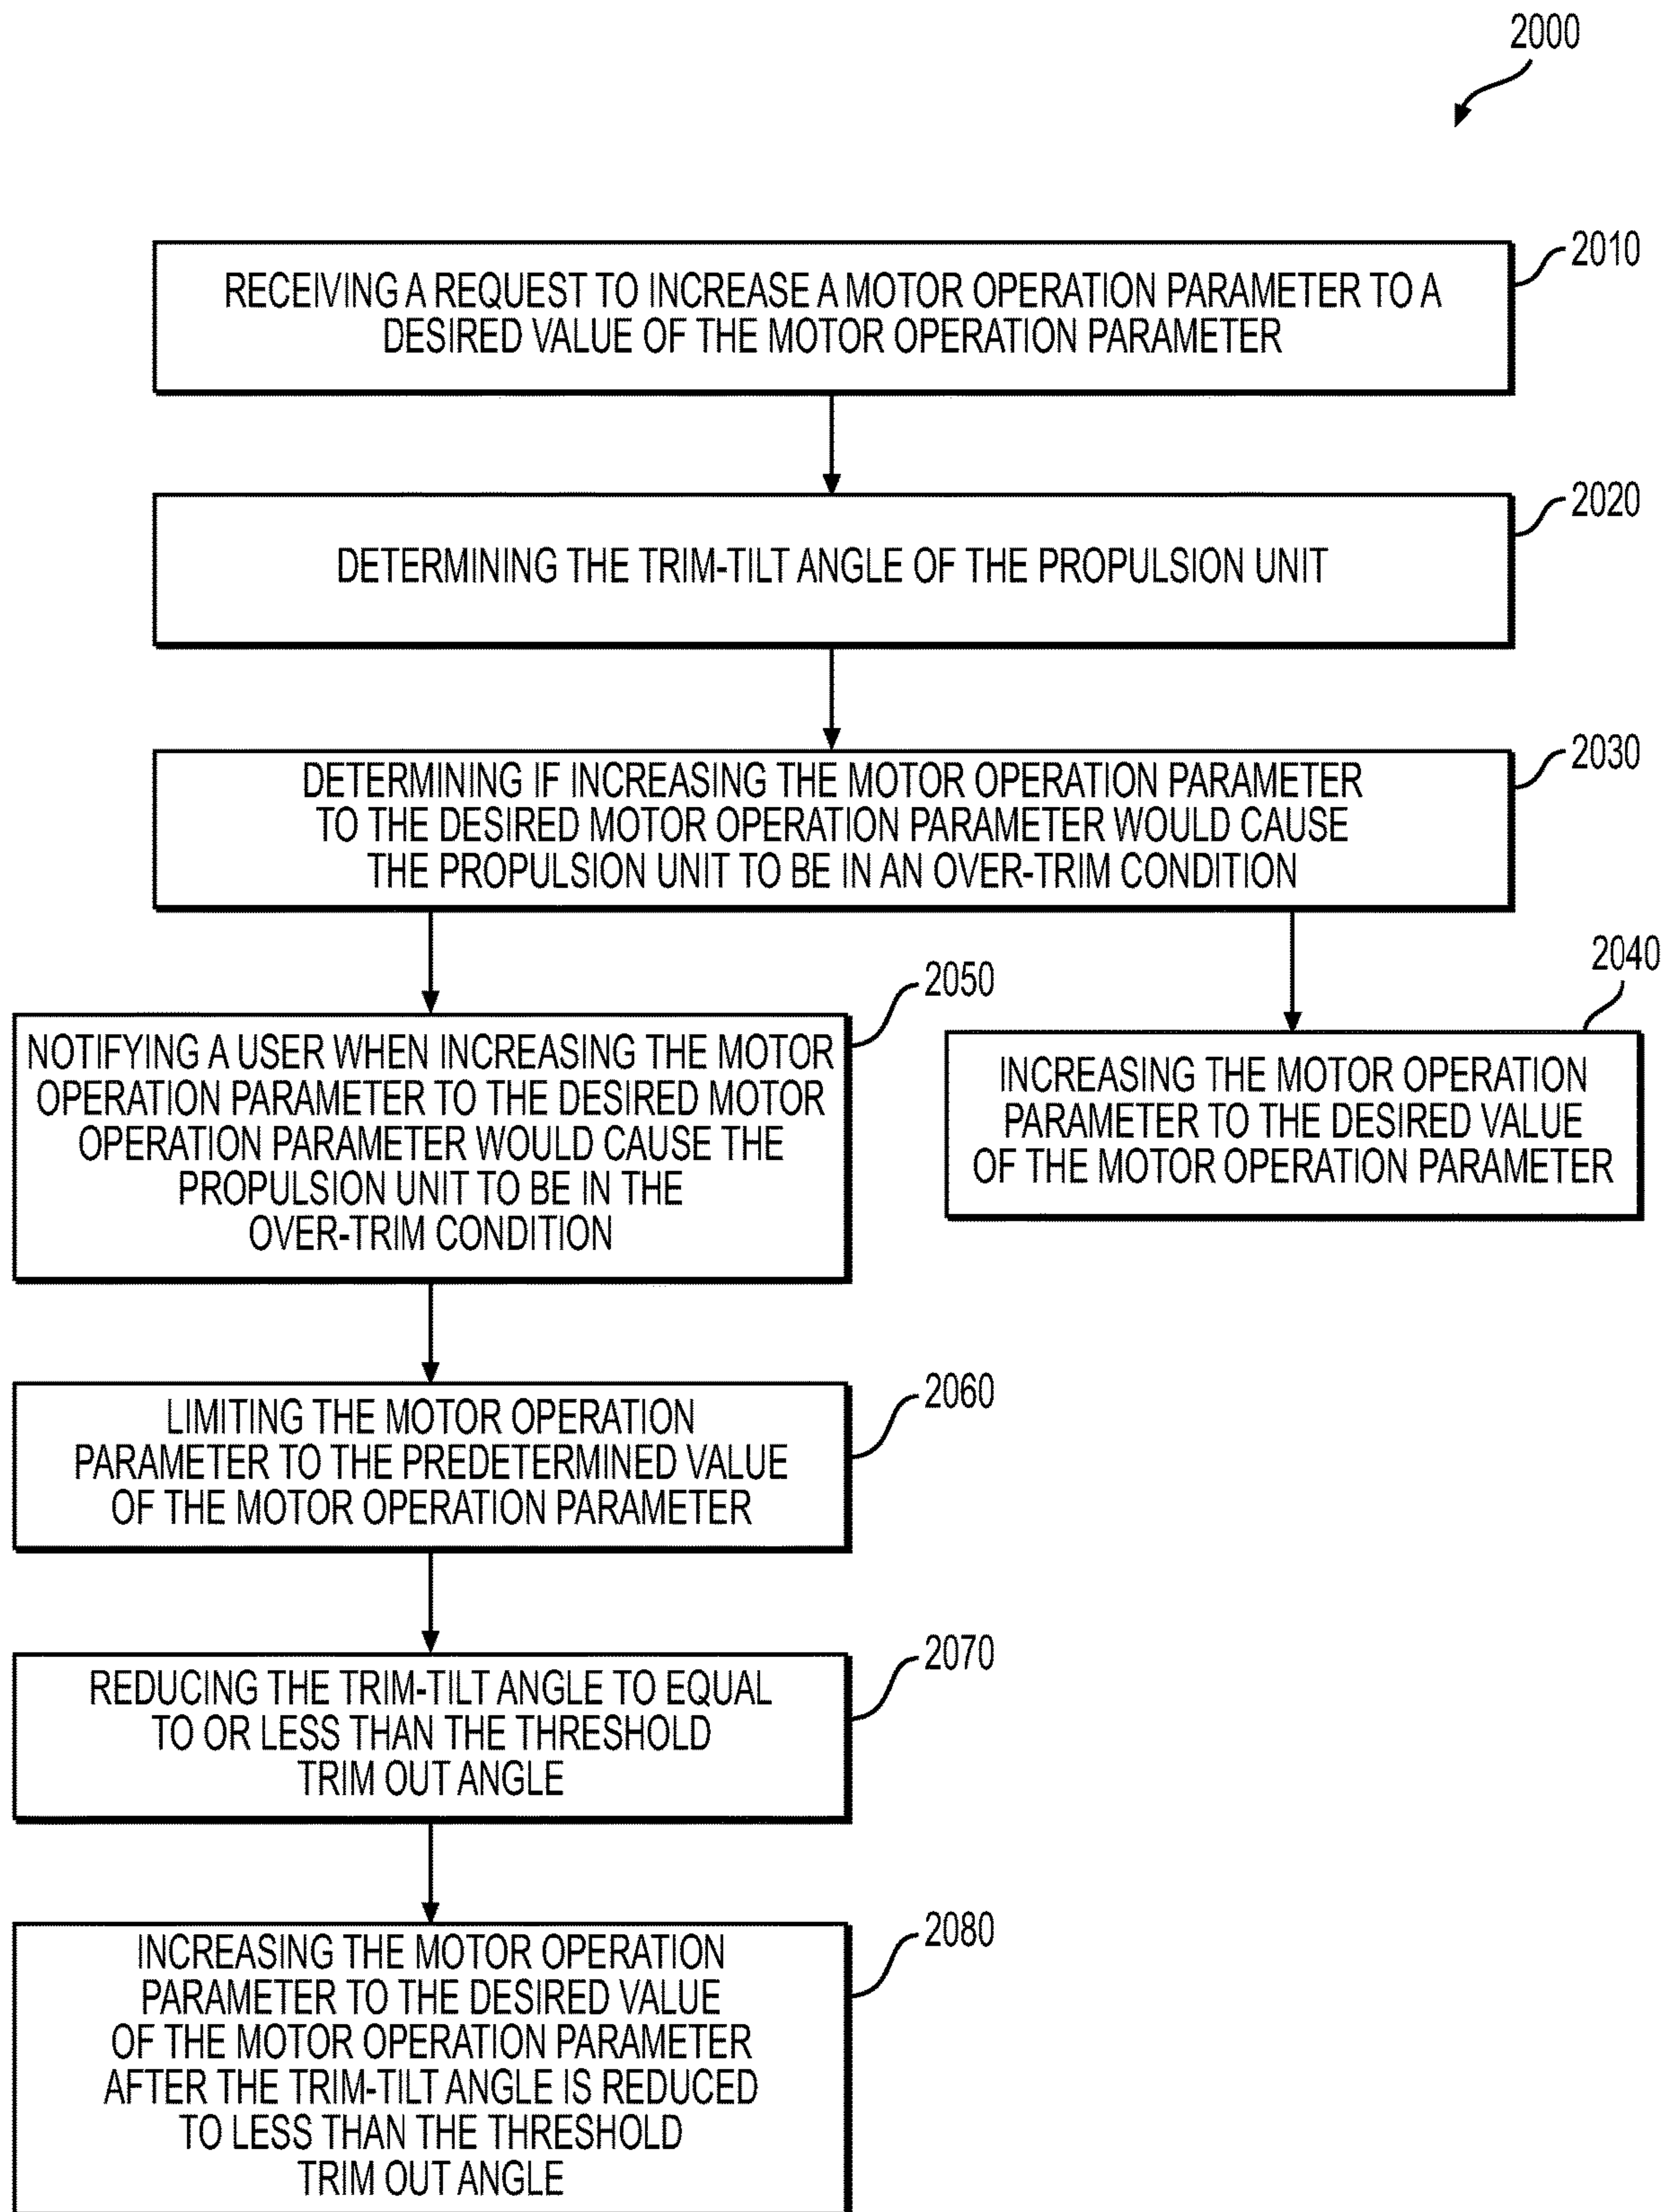 2000
2010
RECEIVING A REQUEST TO INCREASE A MOTOR OPERATION PARAMETER TO A
DESIRED VALUE OF THE MOTOR OPERATION PARAMETER
2020
DETERMINING THE TRIM-TILT ANGLE OF THE PROPULSION UNIT
2030
DETERMINING IF INCREASING THE MOTOR OPERATION PARAMETER
TO THE DESIRED MOTOR OPERATION PARAMETER WOULD CAUSE
THE PROPULSION UNIT TO BE IN AN OVER-TRIM CONDITION
2050
NOTIFYING A USER WHEN INCREASING THE MOTOR
OPERATION PARAMETER TO THE DESIRED MOTOR
OPERATION PARAMETER WOULD CAUSE THE
PROPULSION UNIT TO BE IN THE
OVER-TRIM CONDITION
2040
INCREASING THE MOTOR OPERATION
PARAMETER TO THE DESIRED VALUE
OF THE MOTOR OPERATION PARAMETER
2060
LIMITING THE MOTOR OPERATION
PARAMETER TO THE PREDETERMINED VALUE
OF THE MOTOR OPERATION PARAMETER
2070
REDUCING THE TRIM-TILT ANGLE TO EQUAL
TO OR LESS THAN THE THRESHOLD
TRIM OUT ANGLE
2080
INCREASING THE MOTOR OPERATION
PARAMETER TO THE DESIRED VALUE
OF THE MOTOR OPERATION PARAMETER
AFTER THE TRIM-TILT ANGLE IS REDUCED
TO LESS THAN THE THRESHOLD
TRIM OUT ANGLE